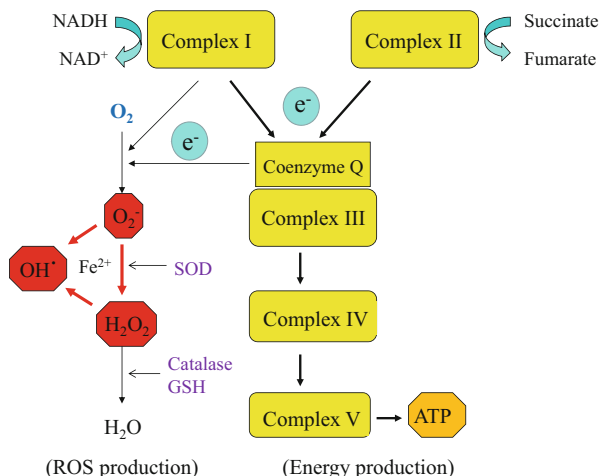 NADH
Complex I
Complex II
Succinate
NAD⁺
Fumarate
O₂
e⁻
e⁻
Coenzyme Q
O₂⁻
Complex III
OH•
Fe²⁺
SOD
H₂O₂
Complex IV
Catalase
GSH
H₂O
Complex V
ATP
(ROS production)
(Energy production)